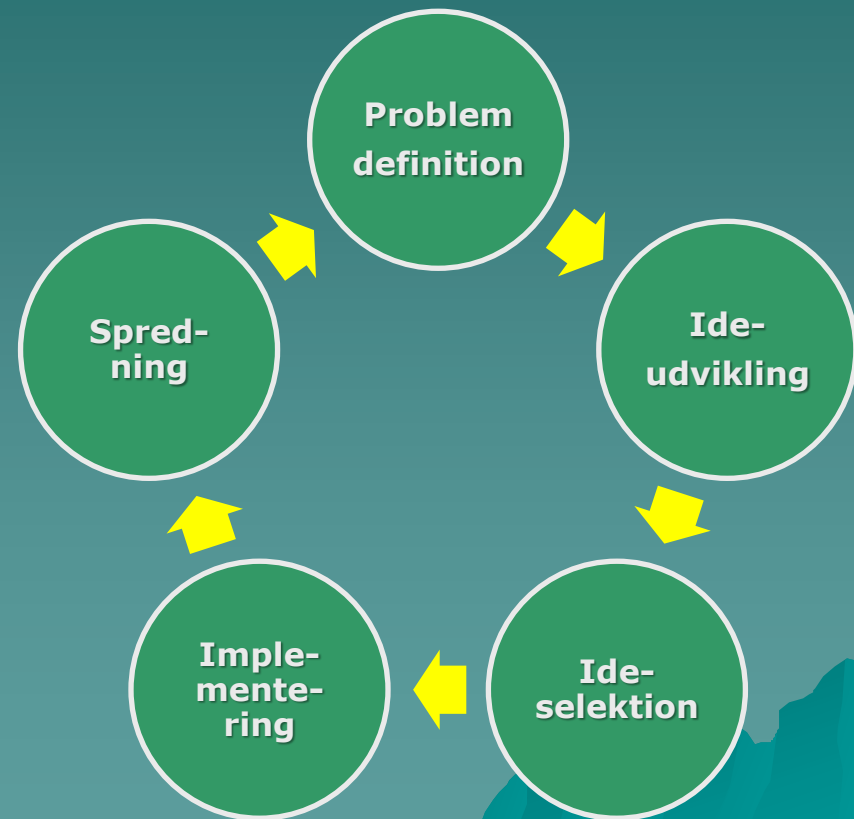 Problem
definition
Ide-
udvikling
Ide-
selektion
Imple-
mente-
ring
Spred-
ning